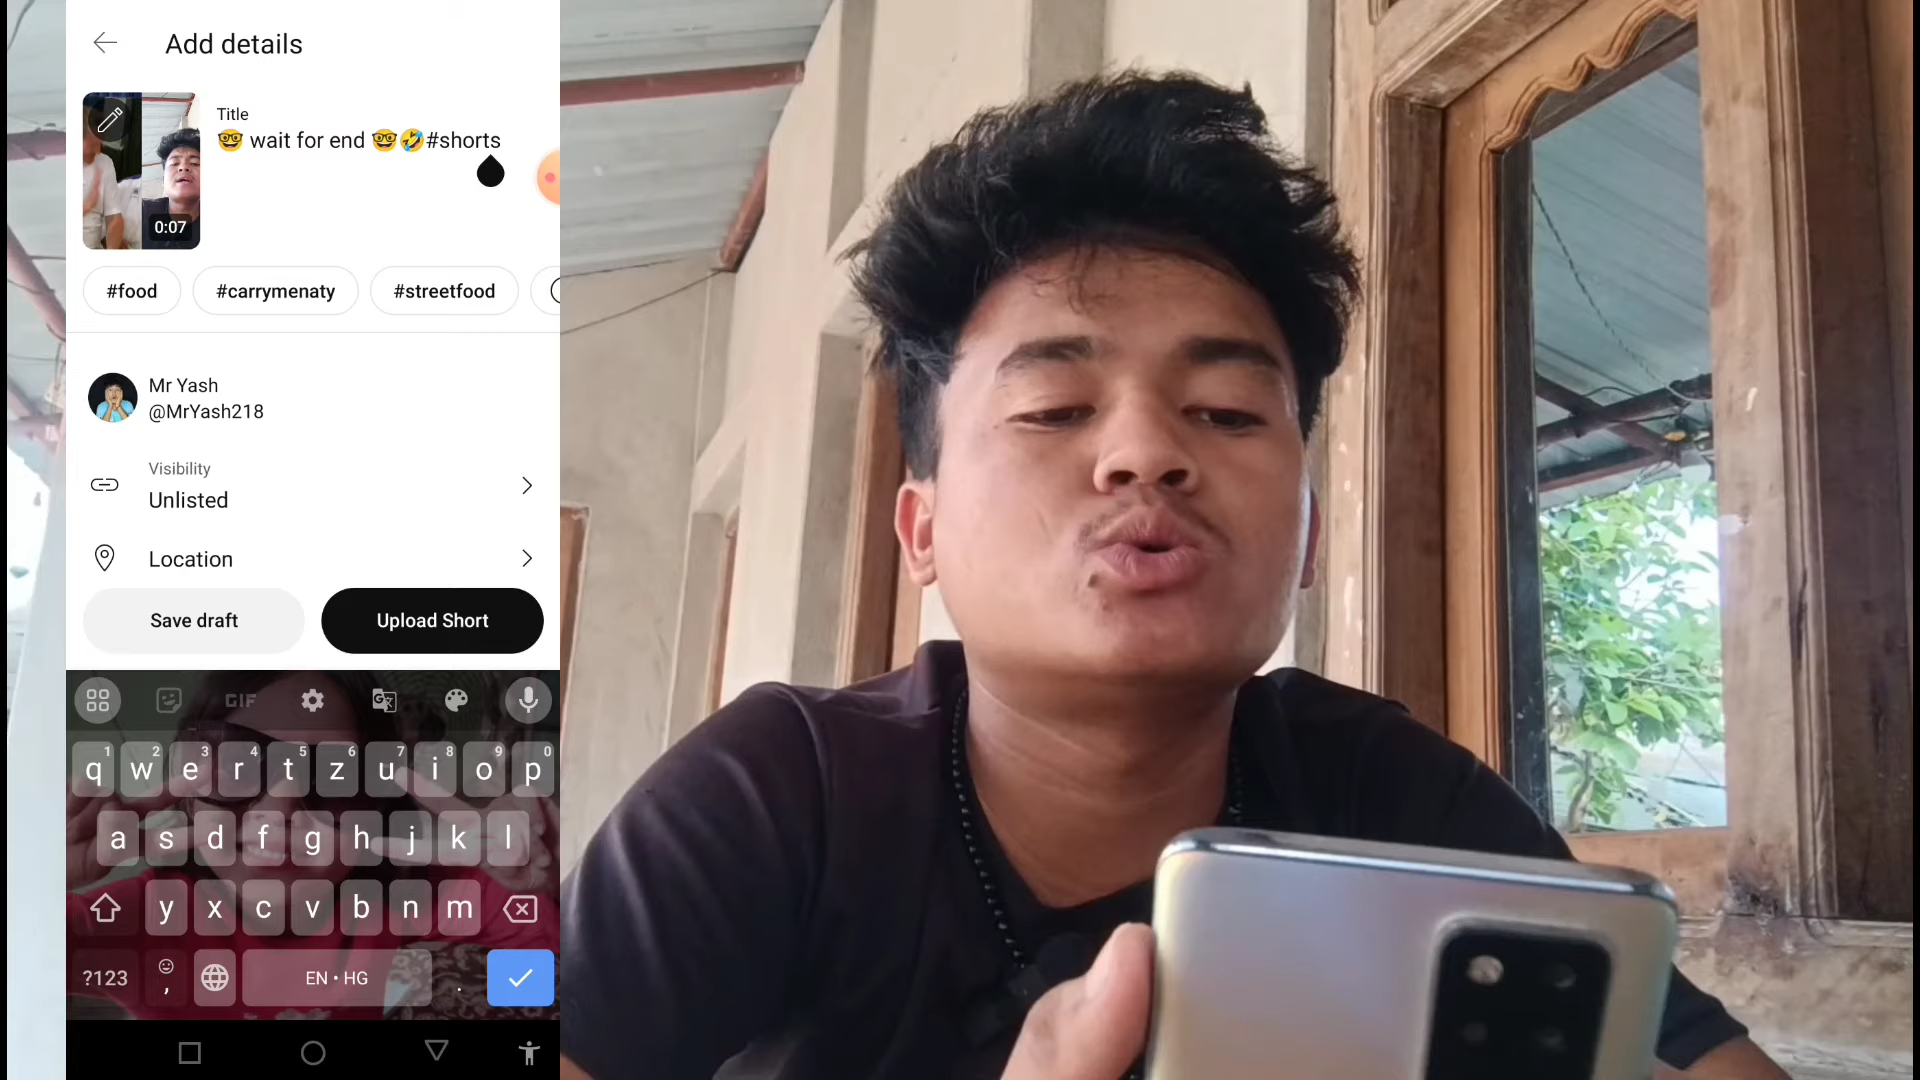 Add details
Title
🤓 wait for end 🤓🤣#shorts
0:07
#food #carrymenaty #streetfood
Mr Yash
@MrYash218
Visibility
Unlisted
Location
Save draft Upload Short
GIF
1 2 3 4 5 6 7 8 9 0
q w e r t z u i o p
a s d f g h j k l
y x c v b n m
?123 , EN • HG .